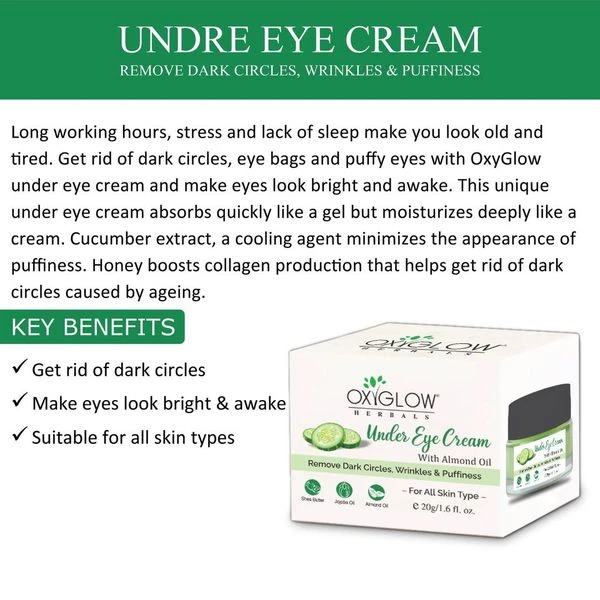 UNDRE EYE CREAM
REMOVE DARK CIRCLES, WRINKLES & PUFFINESS
Long working hours, stress and lack of sleep make you look old and
tired. Get rid of dark circles, eye bags and puffy eyes with OxyGlow
under eye cream and make eyes look bright and awake. This unique
under eye cream absorbs quickly like a gel but moisturizes deeply like a
cream. Cucumber extract, a cooling agent minimizes the appearance of
puffiness. Honey boosts collagen production that helps get rid of dark
circles caused by ageing.
KEY BENEFITS
✓ Get rid of dark circles
✓ Make eyes look bright & awake
✓ Suitable for all skin types
OXYGLOW
HERBALS
OXYGLOW
HERBALS
Under Eye Cream
With Almond Oil
Remove Dark Circles, Wrinkles & Puffiness
Shea Butter
Jojoba Oil
Almond Oil
– For All Skin Type –
e 20g/1.6 fl. oz.
Under Eye Cream